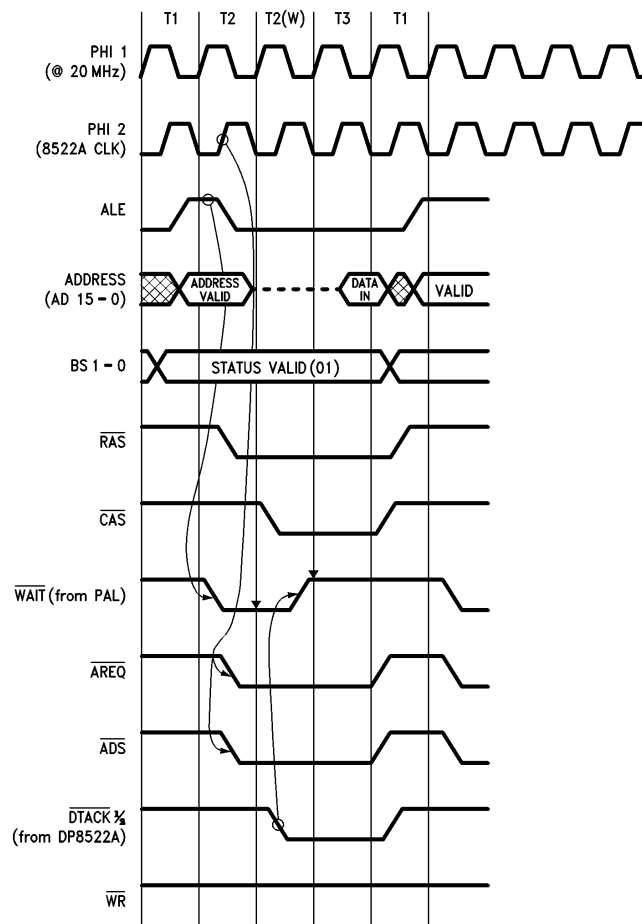 T1 T2 T2(W) T3 T1
PHI 1
(@ 20 MHz)
PHI 2
(8522A CLK)
ALE
ADDRESS
(AD 15-0)
ADDRESS
VALID
DATA
IN
VALID
BS 1-0
STATUS VALID (01)
RAS
CAS
WAIT (from PAL)
AREQ
ADS
DTACK ½
(from DP8522A)
WR